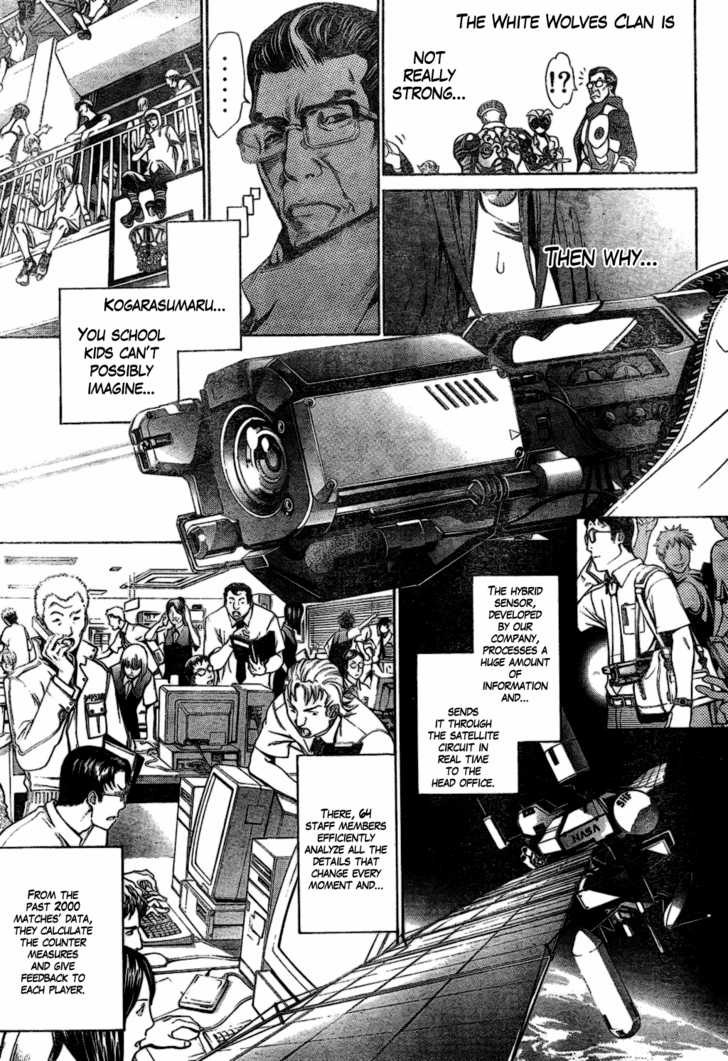 THE WHITE WOLVES CLAN IS
NOT
REALLY
STRONG...
!?
......
THEN WHY...
KOGARASUMARU...
YOU SCHOOL
KIDS CAN'T
POSSIBLY
IMAGINE...
THE HYBRID
SENSOR,
DEVELOPED
BY OUR
COMPANY,
PROCESSES A
HUGE AMOUNT
OF
INFORMATION
AND...
SENDS
IT THROUGH
THE SATELLITE
CIRCUIT IN
REAL TIME
TO THE
HEAD OFFICE.
NASA
THERE, 64
STAFF MEMBERS
EFFICIENTLY
ANALYZE ALL THE
DETAILS THAT
CHANGE EVERY
MOMENT AND...
FROM THE
PAST 2000
MATCHES' DATA,
THEY CALCULATE
THE COUNTER
MEASURES
AND GIVE
FEEDBACK TO
EACH PLAYER.